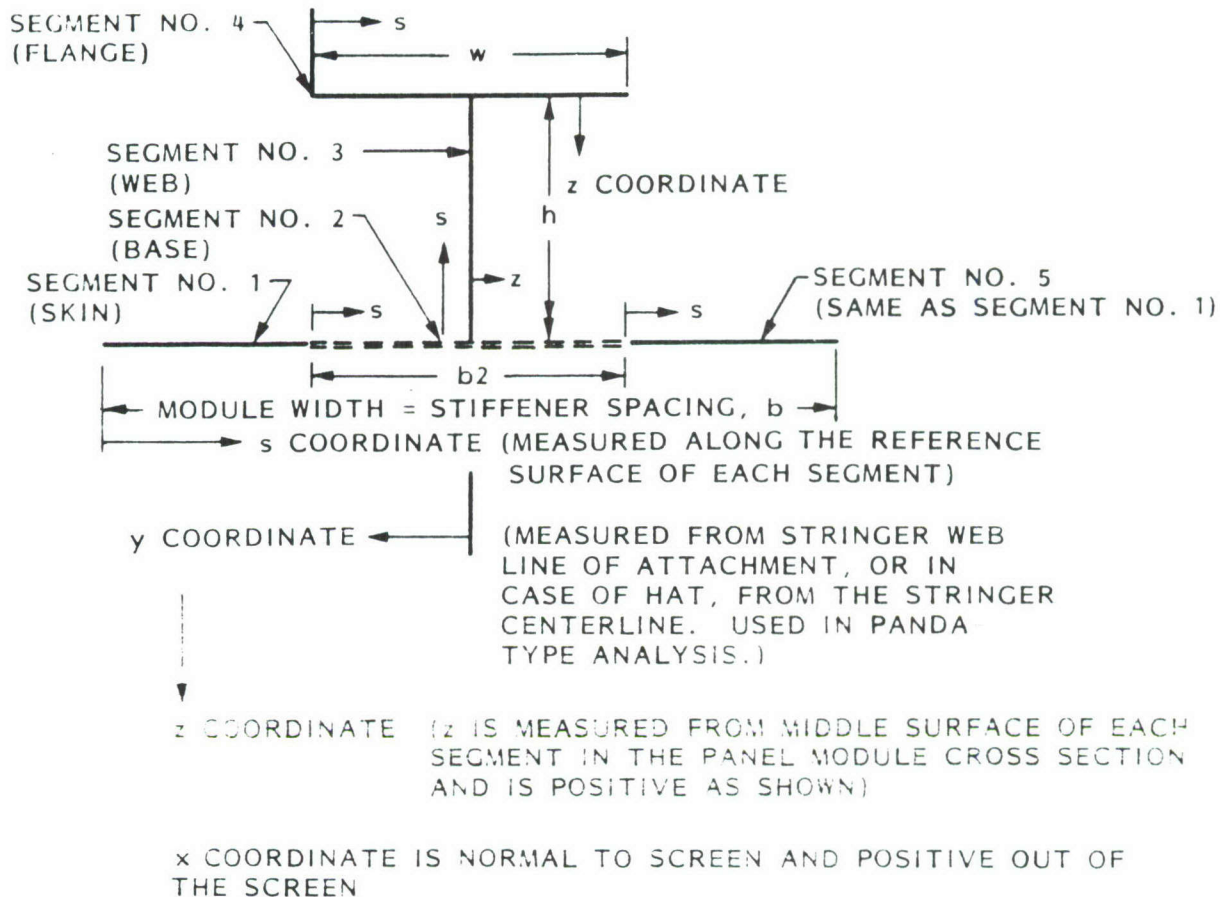 SEGMENT NO. 4
(FLANGE)
s
w
SEGMENT NO. 3
(WEB)
z COORDINATE
h
SEGMENT NO. 2
(BASE)
s
z
SEGMENT NO. 1
(SKIN)
s
SEGMENT NO. 5
(SAME AS SEGMENT NO. 1)
s
b2
MODULE WIDTH = STIFFENER SPACING, b
s COORDINATE (MEASURED ALONG THE REFERENCE
SURFACE OF EACH SEGMENT)
y COORDINATE
(MEASURED FROM STRINGER WEB
LINE OF ATTACHMENT, OR IN
CASE OF HAT, FROM THE STRINGER
CENTERLINE. USED IN PANDA
TYPE ANALYSIS.)
z COORDINATE (z IS MEASURED FROM MIDDLE SURFACE OF EACH
SEGMENT IN THE PANEL MODULE CROSS SECTION
AND IS POSITIVE AS SHOWN)
x COORDINATE IS NORMAL TO SCREEN AND POSITIVE OUT OF
THE SCREEN